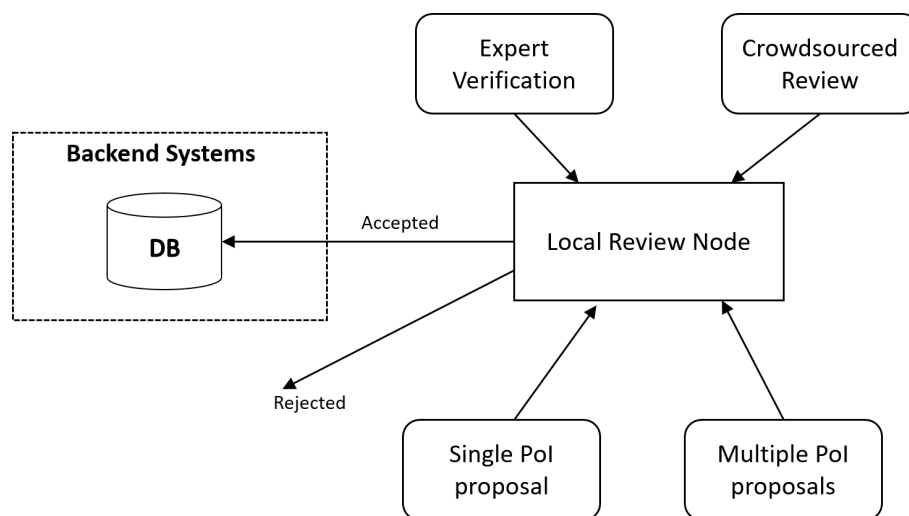 Expert
Verification
Crowdsourced
Review
Backend Systems
DB
Accepted
Local Review Node
Rejected
Single PoI
proposal
Multiple PoI
proposals